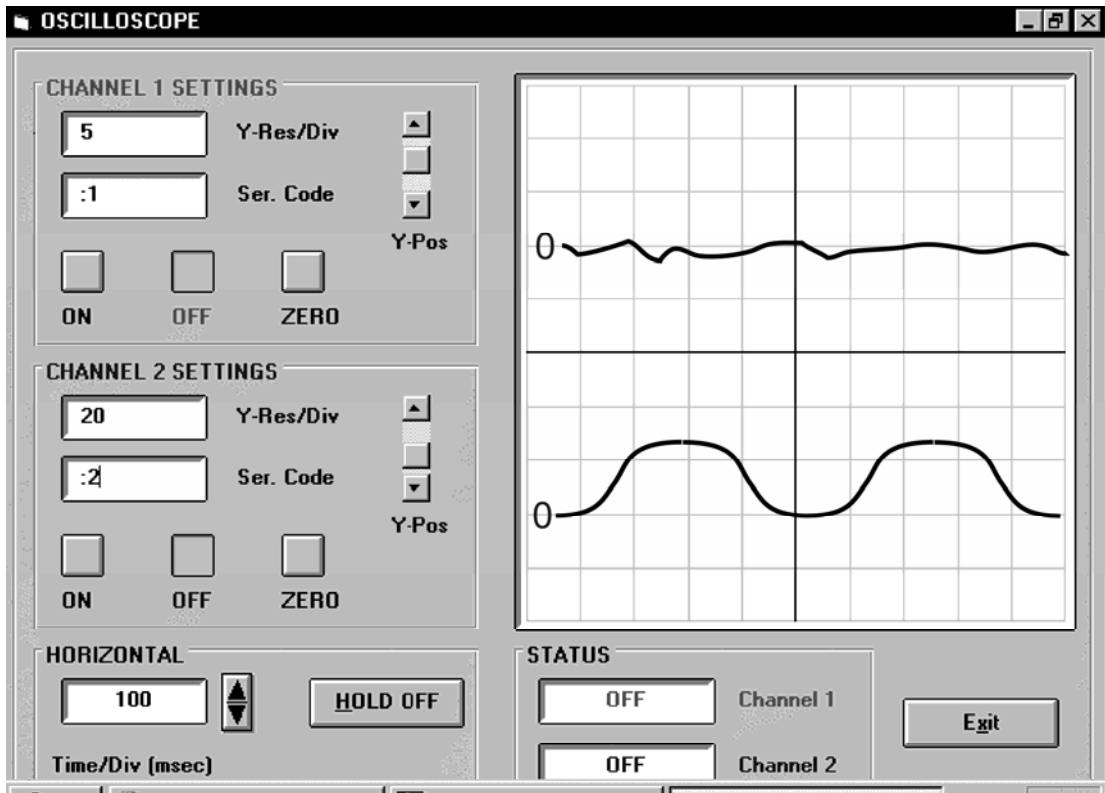 OSCILLOSCOPE
CHANNEL 1 SETTINGS
5 Y-Res/Div
:1 Ser. Code
Y-Pos
ON OFF ZERO
CHANNEL 2 SETTINGS
20 Y-Res/Div
:2 Ser. Code
Y-Pos
ON OFF ZERO
HORIZONTAL
100 HOLD OFF
Time/Div (msec)
0
0
STATUS
OFF Channel 1
OFF Channel 2
Exit